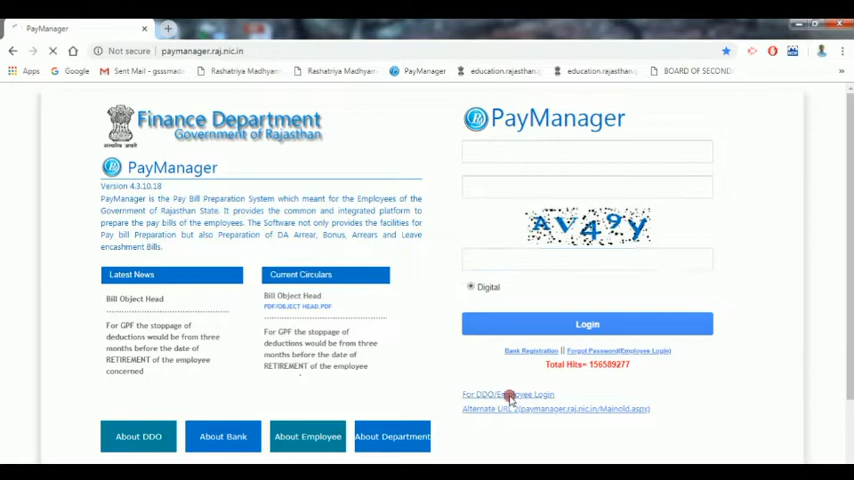 PayManager
Not secure | paymanager.raj.nic.in
Apps Google Sent Mail - gsssmad Rashatriya Madhyam Rashatriya Madhyam PayManager education.rajasthan.g education.rajasthan.g BOARD OF SECOND
Finance Department
Government of Rajasthan
PayManager
Version 4.3.10.18
PayManager is the Pay Bill Preparation System which meant for the Employees of the
Government of Rajasthan State. It provides the common and integrated platform to
prepare the pay bills of the employees. The Software not only provides the facilities for
Pay bill Preparation but also Preparation of DA Arrear, Bonus, Arrears and Leave
encashment Bills.
Latest News
Bill Object Head
For GPF the stoppage of
deductions would be from three
months before the date of
RETIREMENT of the employee
concerned
Current Circulars
Bill Object Head
PDF/OBJECT HEAD.PDF
For GPF the stoppage of
deductions would be from three
months before the date of
RETIREMENT of the employee
About DDO About Bank About Employee About Department
PayManager
AV49Y
Digital
Login
Bank Registration || Forgot Password(Employee Login)
Total Hits= 156589277
For DDO/Employee Login
Alternate URL 2(paymanager.raj.nic.in/Mainold.aspx)